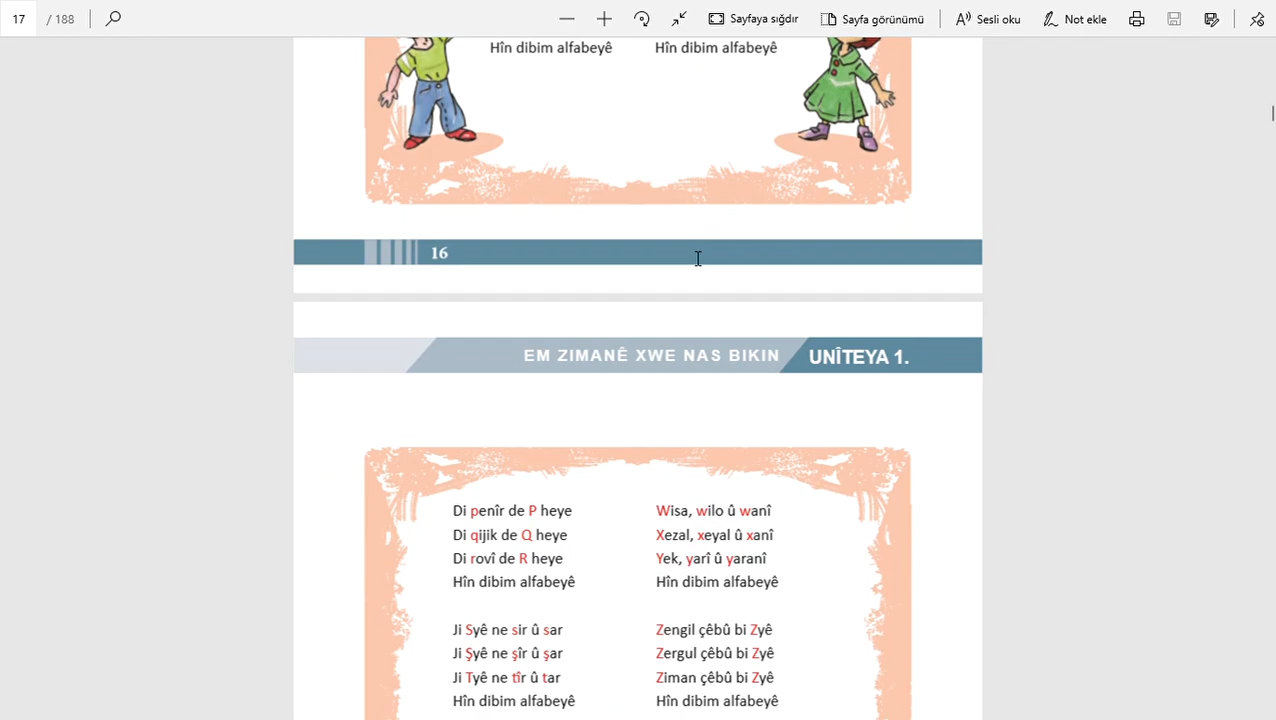 17 / 188 Sayfaya sığdır Sayfa görünümü Sesli oku Not ekle
Hîn dibim alfabeyê
Hîn dibim alfabeyê
16
EM ZIMANÊ XWE NAS BIKIN UNÎTEYA 1.
Di penîr de P heye
Di qijik de Q heye
Di rovî de R heye
Hîn dibim alfabeyê
Ji Syê ne sir û sar
Ji Şyê ne şîr û şar
Ji Tyê ne tîr û tar
Hîn dibim alfabeyê
Wisa, wilo û wanî
Xezal, xeyal û xanî
Yek, yarî û yaranî
Hîn dibim alfabeyê
Zengil çêbû bi Zyê
Zergul çêbû bi Zyê
Ziman çêbû bi Zyê
Hîn dibim alfabeyê